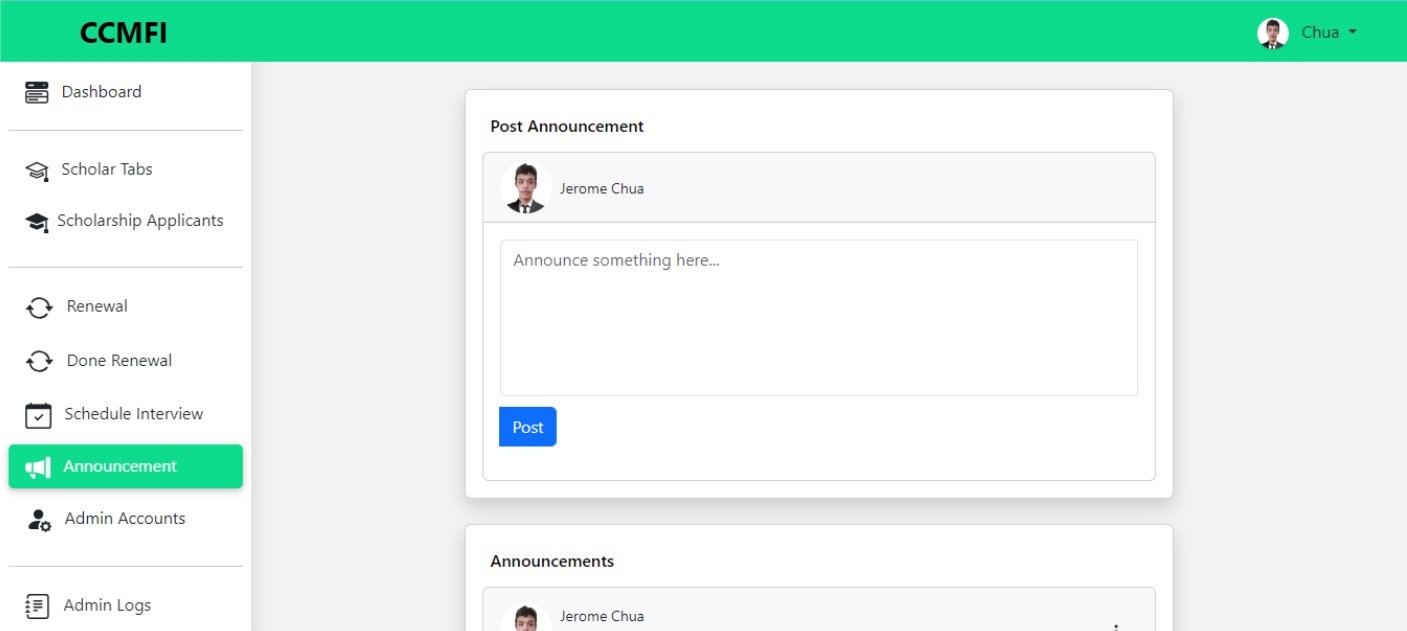 CCMFI
Chua
Dashboard
Scholar Tabs
Scholarship Applicants
Renewal
Done Renewal
Schedule Interview
Announcement
Admin Accounts
Admin Logs
Post Announcement
Jerome Chua
Announce something here...
Post
Announcements
Jerome Chua